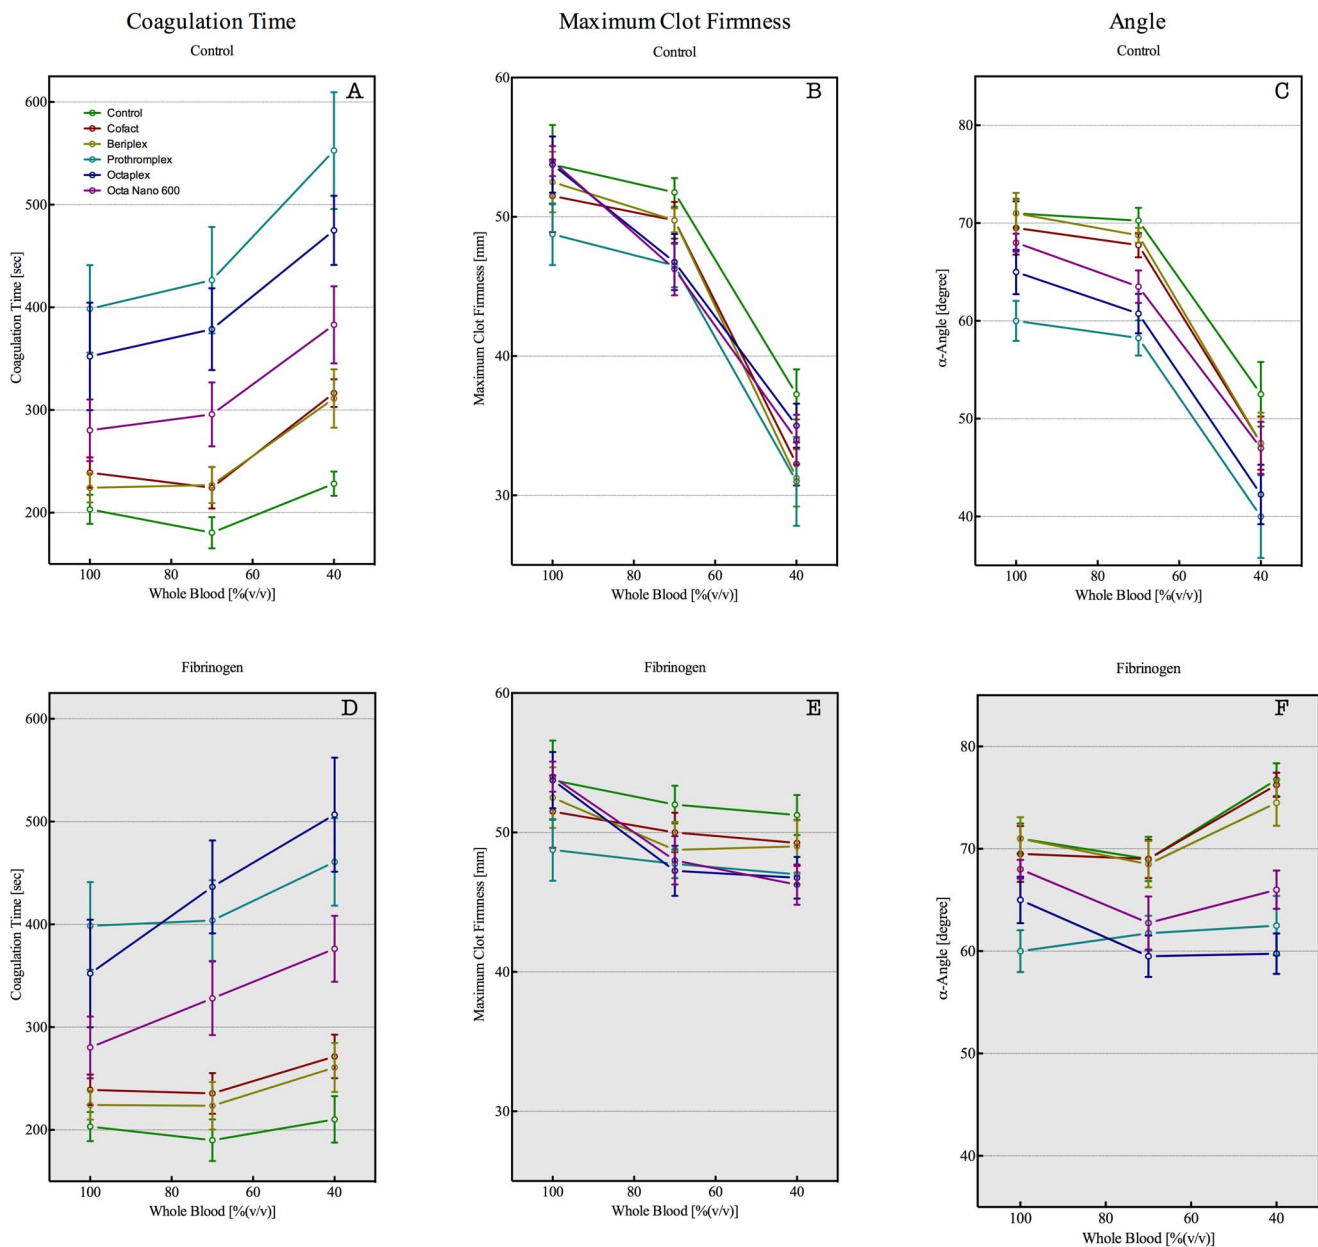 Coagulation Time
Maximum Clot Firmness
Angle
Control
Control
Control
A
B
C
Control
Cofact
Beriplex
Prothromplex
Octaplex
Octa Nano 600
Coagulation Time [sec]
600
500
400
300
200
100 80 60 40
Whole Blood [%(v/v)]
Maximum Clot Firmness [mm]
60
50
40
30
100 80 60 40
Whole Blood [%(v/v)]
α-Angle [degree]
80
70
60
50
40
100 80 60 40
Whole Blood [%(v/v)]
Fibrinogen
Fibrinogen
Fibrinogen
D
E
F
Coagulation Time [sec]
600
500
400
300
200
100 80 60 40
Whole Blood [%(v/v)]
Maximum Clot Firmness [mm]
60
50
40
30
100 80 60 40
Whole Blood [%(v/v)]
α-Angle [degree]
80
70
60
50
40
100 80 60 40
Whole Blood [%(v/v)]